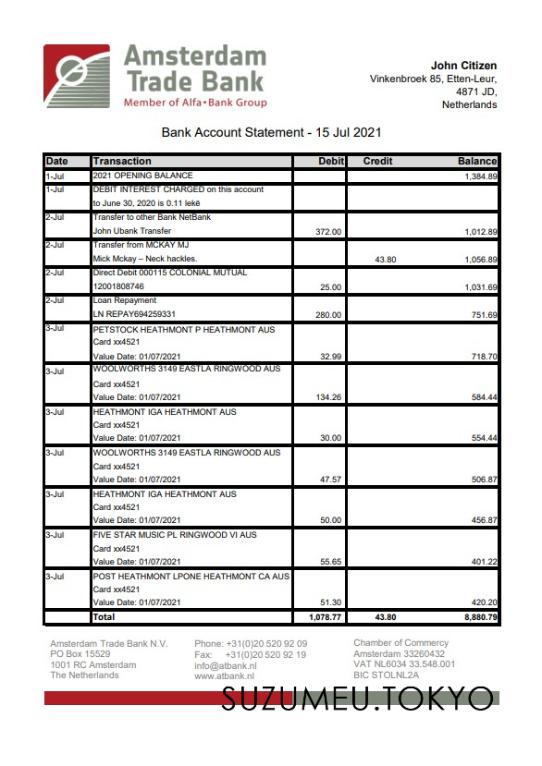 Amsterdam
Trade Bank
Member of Alfa•Bank Group
John Citizen
Vinkenbroek 85, Etten-Leur,
4871 JD,
Netherlands
Bank Account Statement - 15 Jul 2021
Date Transaction Debit Credit Balance
1-Jul 2021 OPENING BALANCE 1,384.89
1-Jul DEBIT INTEREST CHARGED on this account
to June 30, 2020 is 0.11 lekë
2-Jul Transfer to other Bank NetBank
John Ubank Transfer 372.00 1,012.89
2-Jul Transfer from MCKAY MJ
Mick Mckay – Neck hackles. 43.80 1,056.89
2-Jul Direct Debit 000115 COLONIAL MUTUAL
12001808746 25.00 1,031.69
2-Jul Loan Repayment
LN REPAY694259331 280.00 751.69
3-Jul PETSTOCK HEATHMONT P HEATHMONT AUS
Card xx4521
Value Date: 01/07/2021 32.99 718.70
3-Jul WOOLWORTHS 3149 EASTLA RINGWOOD AUS
Card xx4521
Value Date: 01/07/2021 134.26 584.44
3-Jul HEATHMONT IGA HEATHMONT AUS
Card xx4521
Value Date: 01/07/2021 30.00 554.44
3-Jul WOOLWORTHS 3149 EASTLA RINGWOOD AUS
Card xx4521
Value Date: 01/07/2021 47.57 506.87
3-Jul HEATHMONT IGA HEATHMONT AUS
Card xx4521
Value Date: 01/07/2021 50.00 456.87
3-Jul FIVE STAR MUSIC PL RINGWOOD VI AUS
Card xx4521
Value Date: 01/07/2021 55.65 401.22
3-Jul POST HEATHMONT LPONE HEATHMONT CA AUS
Card xx4521
Value Date: 01/07/2021 51.30 420.20
Total 1,078.77 43.80 8,880.79
Amsterdam Trade Bank N.V. Phone: +31(0)20 520 92 09 Chamber of Commercy
PO Box 15529 Fax: +31(0)20 520 92 19 Amsterdam 33260432
1001 RC Amsterdam info@atbank.nl VAT NL6034 33.548.001
The Netherlands www.atbank.nl BIC STOLNL2A
SUZUMEU.TOKYO